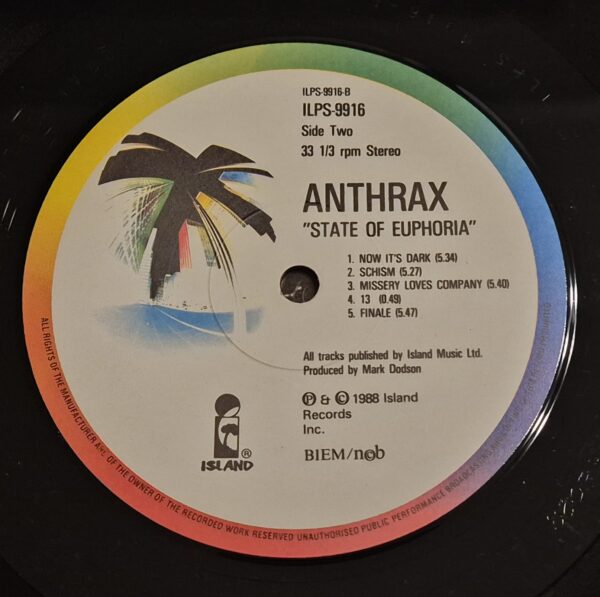 ILPS-9916-B
ILPS-9916
Side Two
33 1/3 rpm Stereo
ANTHRAX
"STATE OF EUPHORIA"
1. NOW IT'S DARK (5.34)
2. SCHISM (5.27)
3. MISSERY LOVES COMPANY (5.40)
4. 13 (0.49)
5. FINALE (5.47)
All tracks published by Island Music Ltd.
Produced by Mark Dodson
Ⓟ & © 1988 Island
Records
Inc.
ISLAND®
BIEM/ncb
ALL RIGHTS OF THE MANUFACTURER AND OF THE OWNER OF THE RECORDED WORK RESERVED UNAUTHORISED PUBLIC PERFORMANCE BROADCASTING